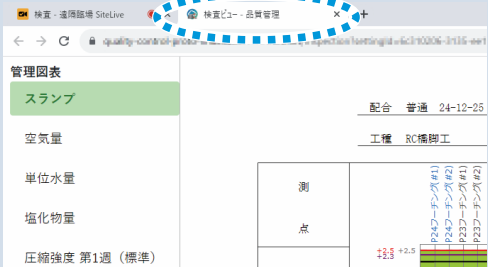 検査 - 遠隔臨場 SiteLive
検査ビュー - 品質管理
管理図表
スランプ
空気量
単位水量
塩化物量
圧縮強度 第1週（標準）
配合 普通 24-12-25
工種 RC橋脚工
測
点
P24フーチング(#1)
P24フーチング(#2)
P23フーチング(#1)
P23フーチング(#2)
+2.5 +2.5
+2.3